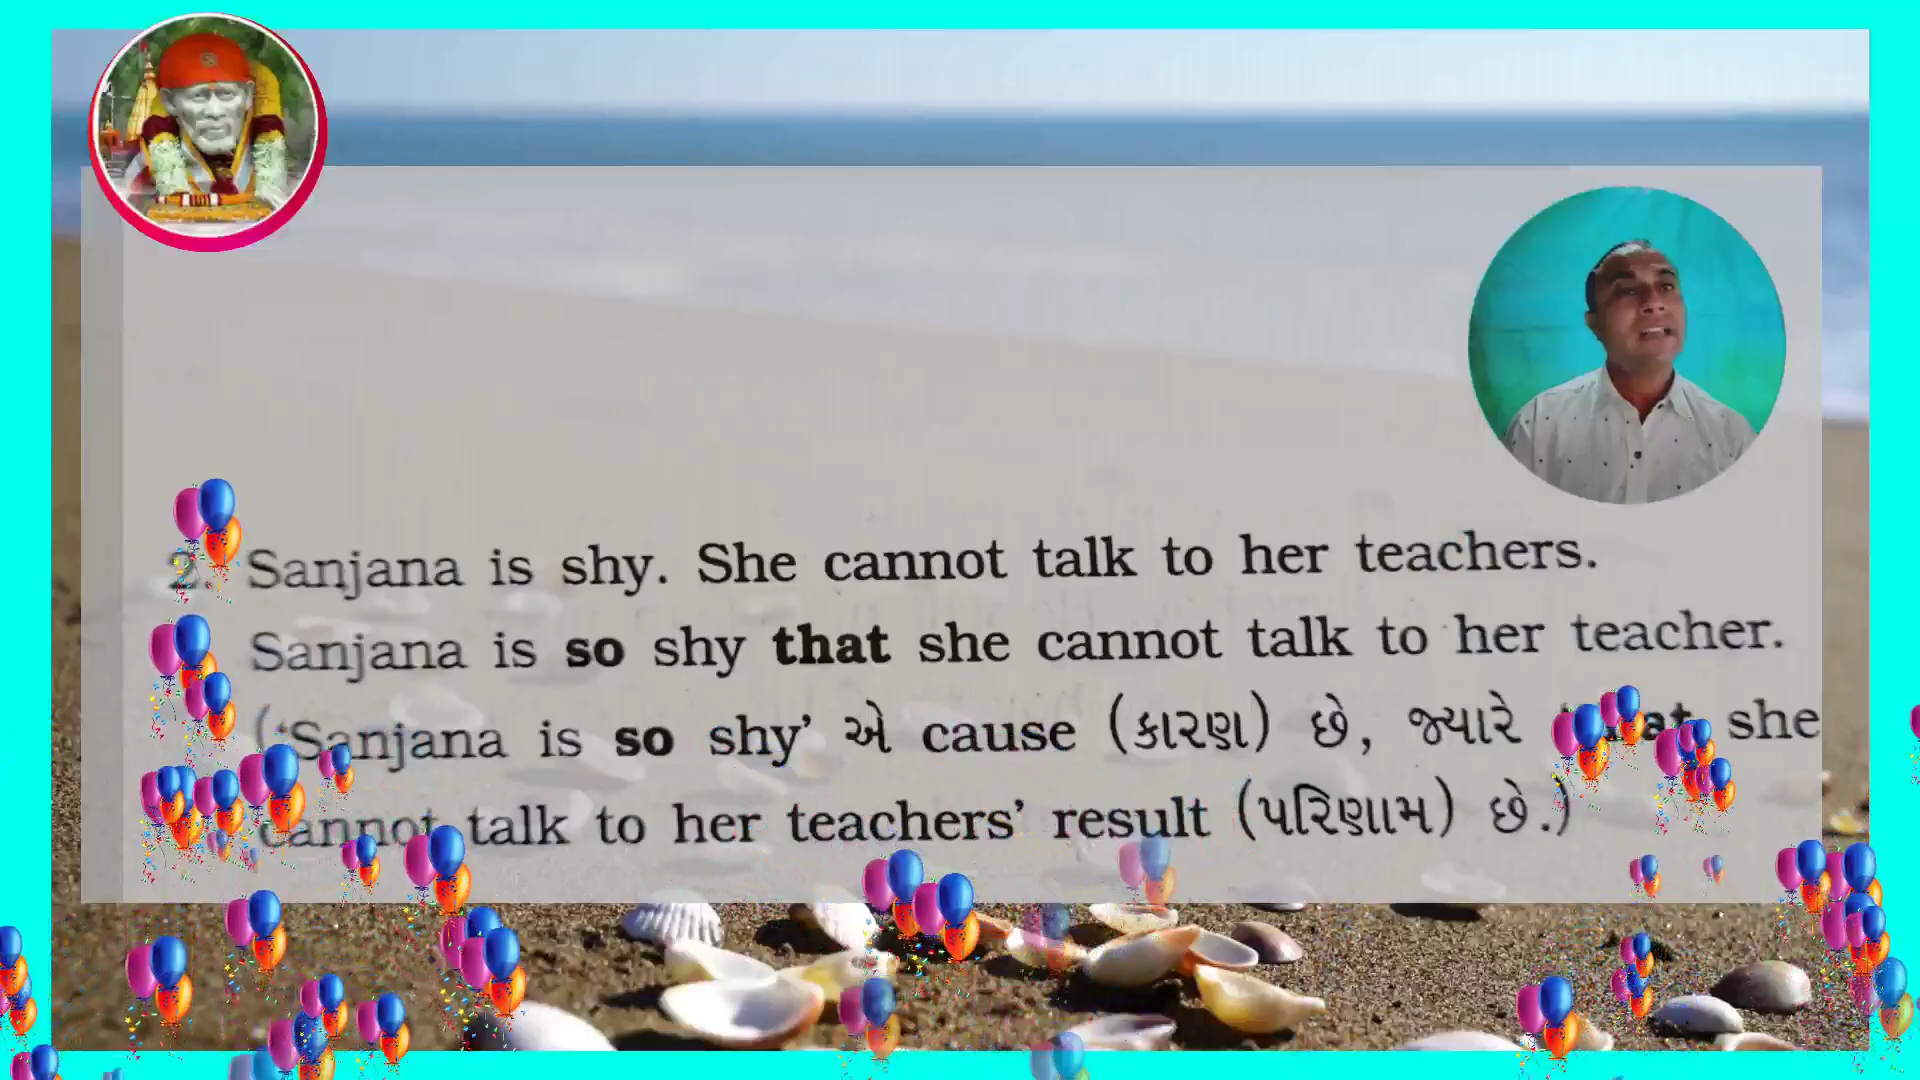 2. Sanjana is shy. She cannot talk to her teachers.
Sanjana is so shy that she cannot talk to her teacher.
('Sanjana is so shy' એ cause (કારણ) છે, જ્યારે she
cannot talk to her teachers' result (પરિણામ) છે.)